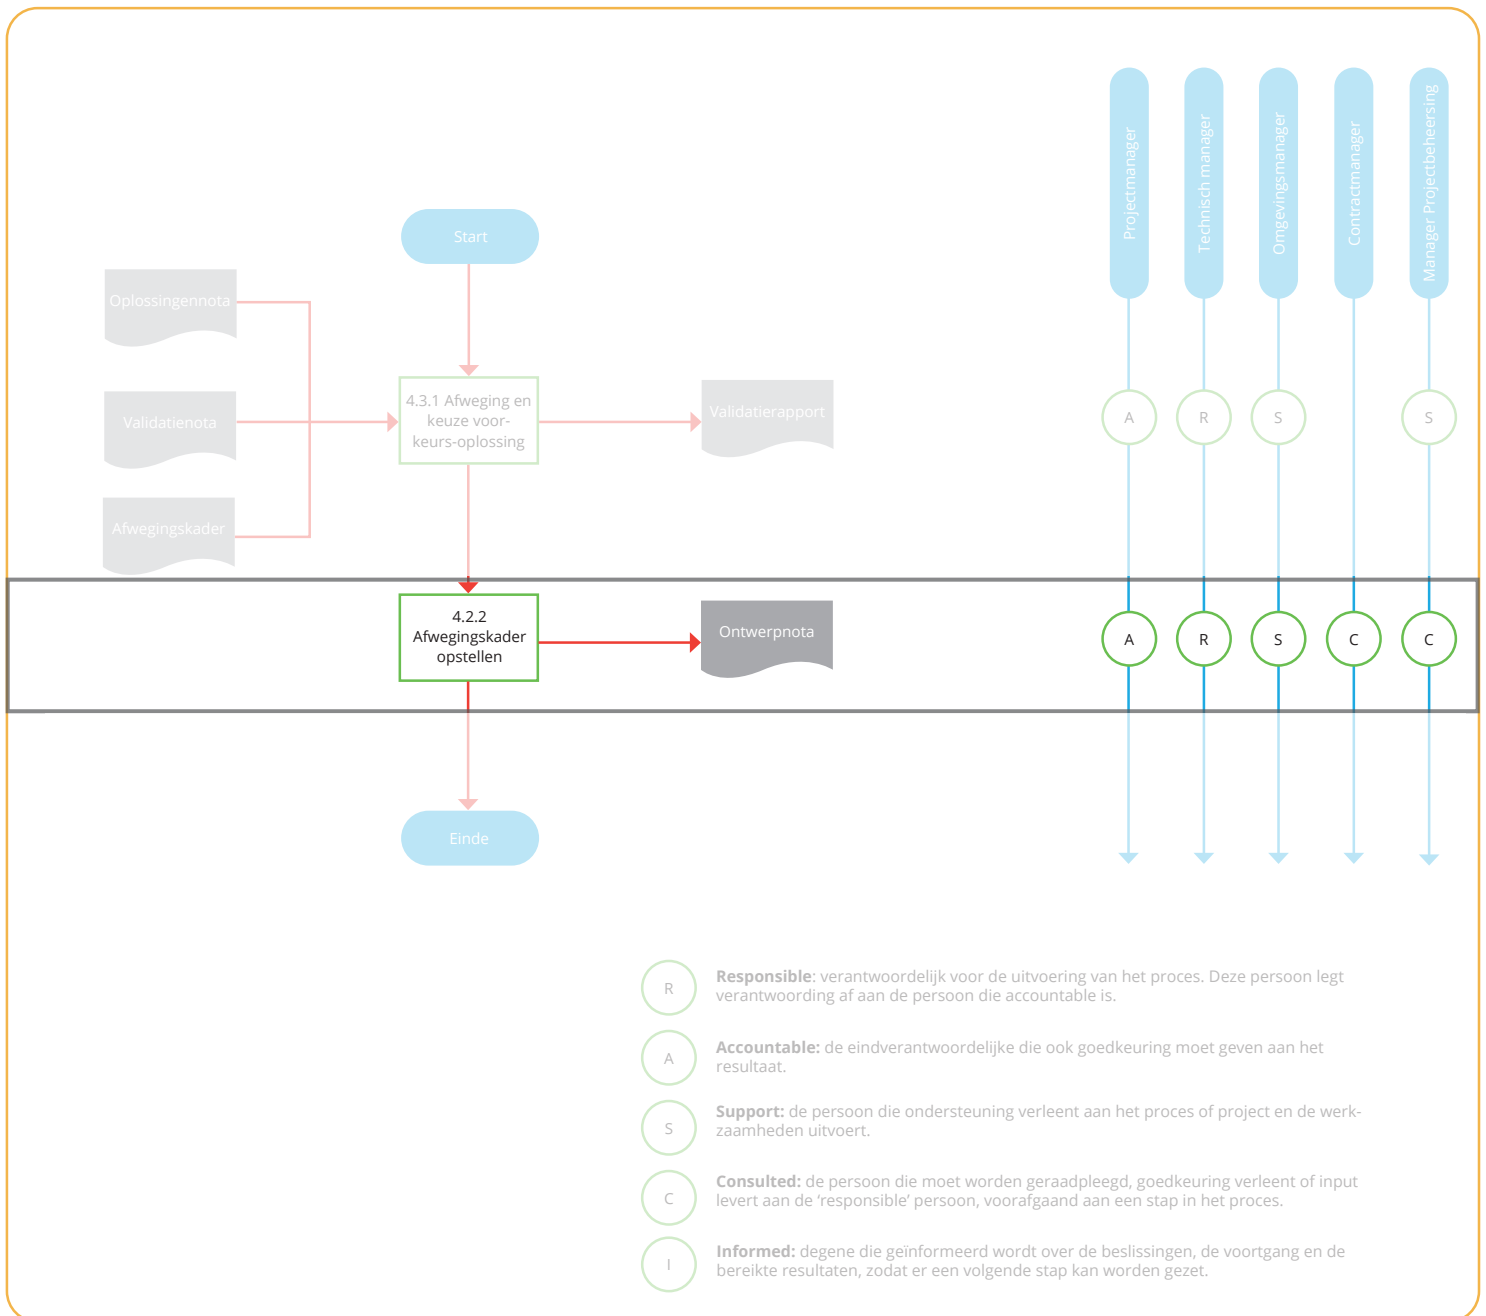 Projectmanager
Technisch manager
Omgevingsmanager
Contractmanager
Manager Projectbeheersing
Start
Oplossingennota
Validatienota
Afwegingskader
4.3.1 Afweging en
keuze voor-
keurs-oplossing
Validatierapport
A
R
S
S
4.2.2
Afwegingskader
opstellen
Ontwerpnota
A
R
S
C
C
Einde
R
Responsible: verantwoordelijk voor de uitvoering van het proces. Deze persoon legt
verantwoording af aan de persoon die accountable is.
A
Accountable: de eindverantwoordelijke die ook goedkeuring moet geven aan het
resultaat.
S
Support: de persoon die ondersteuning verleent aan het proces of project en de werk-
zaamheden uitvoert.
C
Consulted: de persoon die moet worden geraadpleegd, goedkeuring verleent of input
levert aan de ‘responsible’ persoon, voorafgaand aan een stap in het proces.
I
Informed: degene die geïnformeerd wordt over de beslissingen, de voortgang en de
bereikte resultaten, zodat er een volgende stap kan worden gezet.